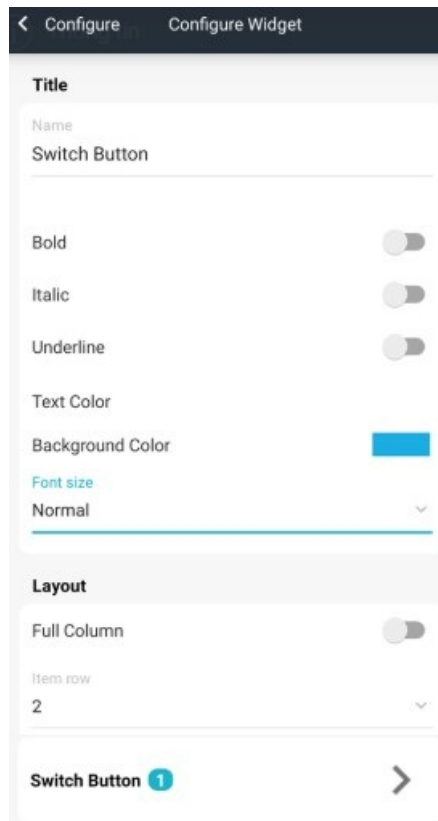 Configure Configure Widget
Title
Name
Switch Button
Bold
Italic
Underline
Text Color
Background Color
Font size
Normal
Layout
Full Column
Item row
2
Switch Button 1